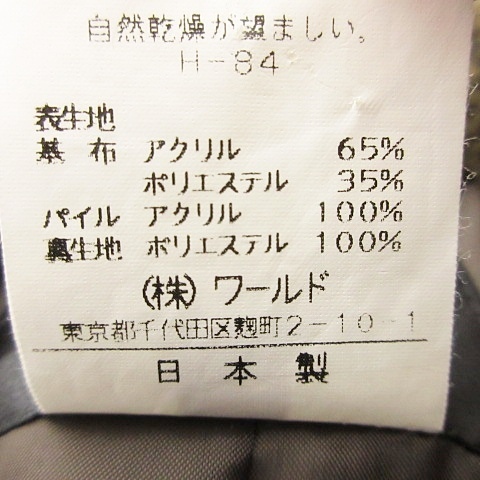 自然乾燥が望ましい。
H-84
表生地
基布 アクリル 65%
ポリエステル 35%
パイル アクリル 100%
裏生地 ポリエステル 100%
(株)ワールド
東京都千代田区麹町2-10-1
日本製